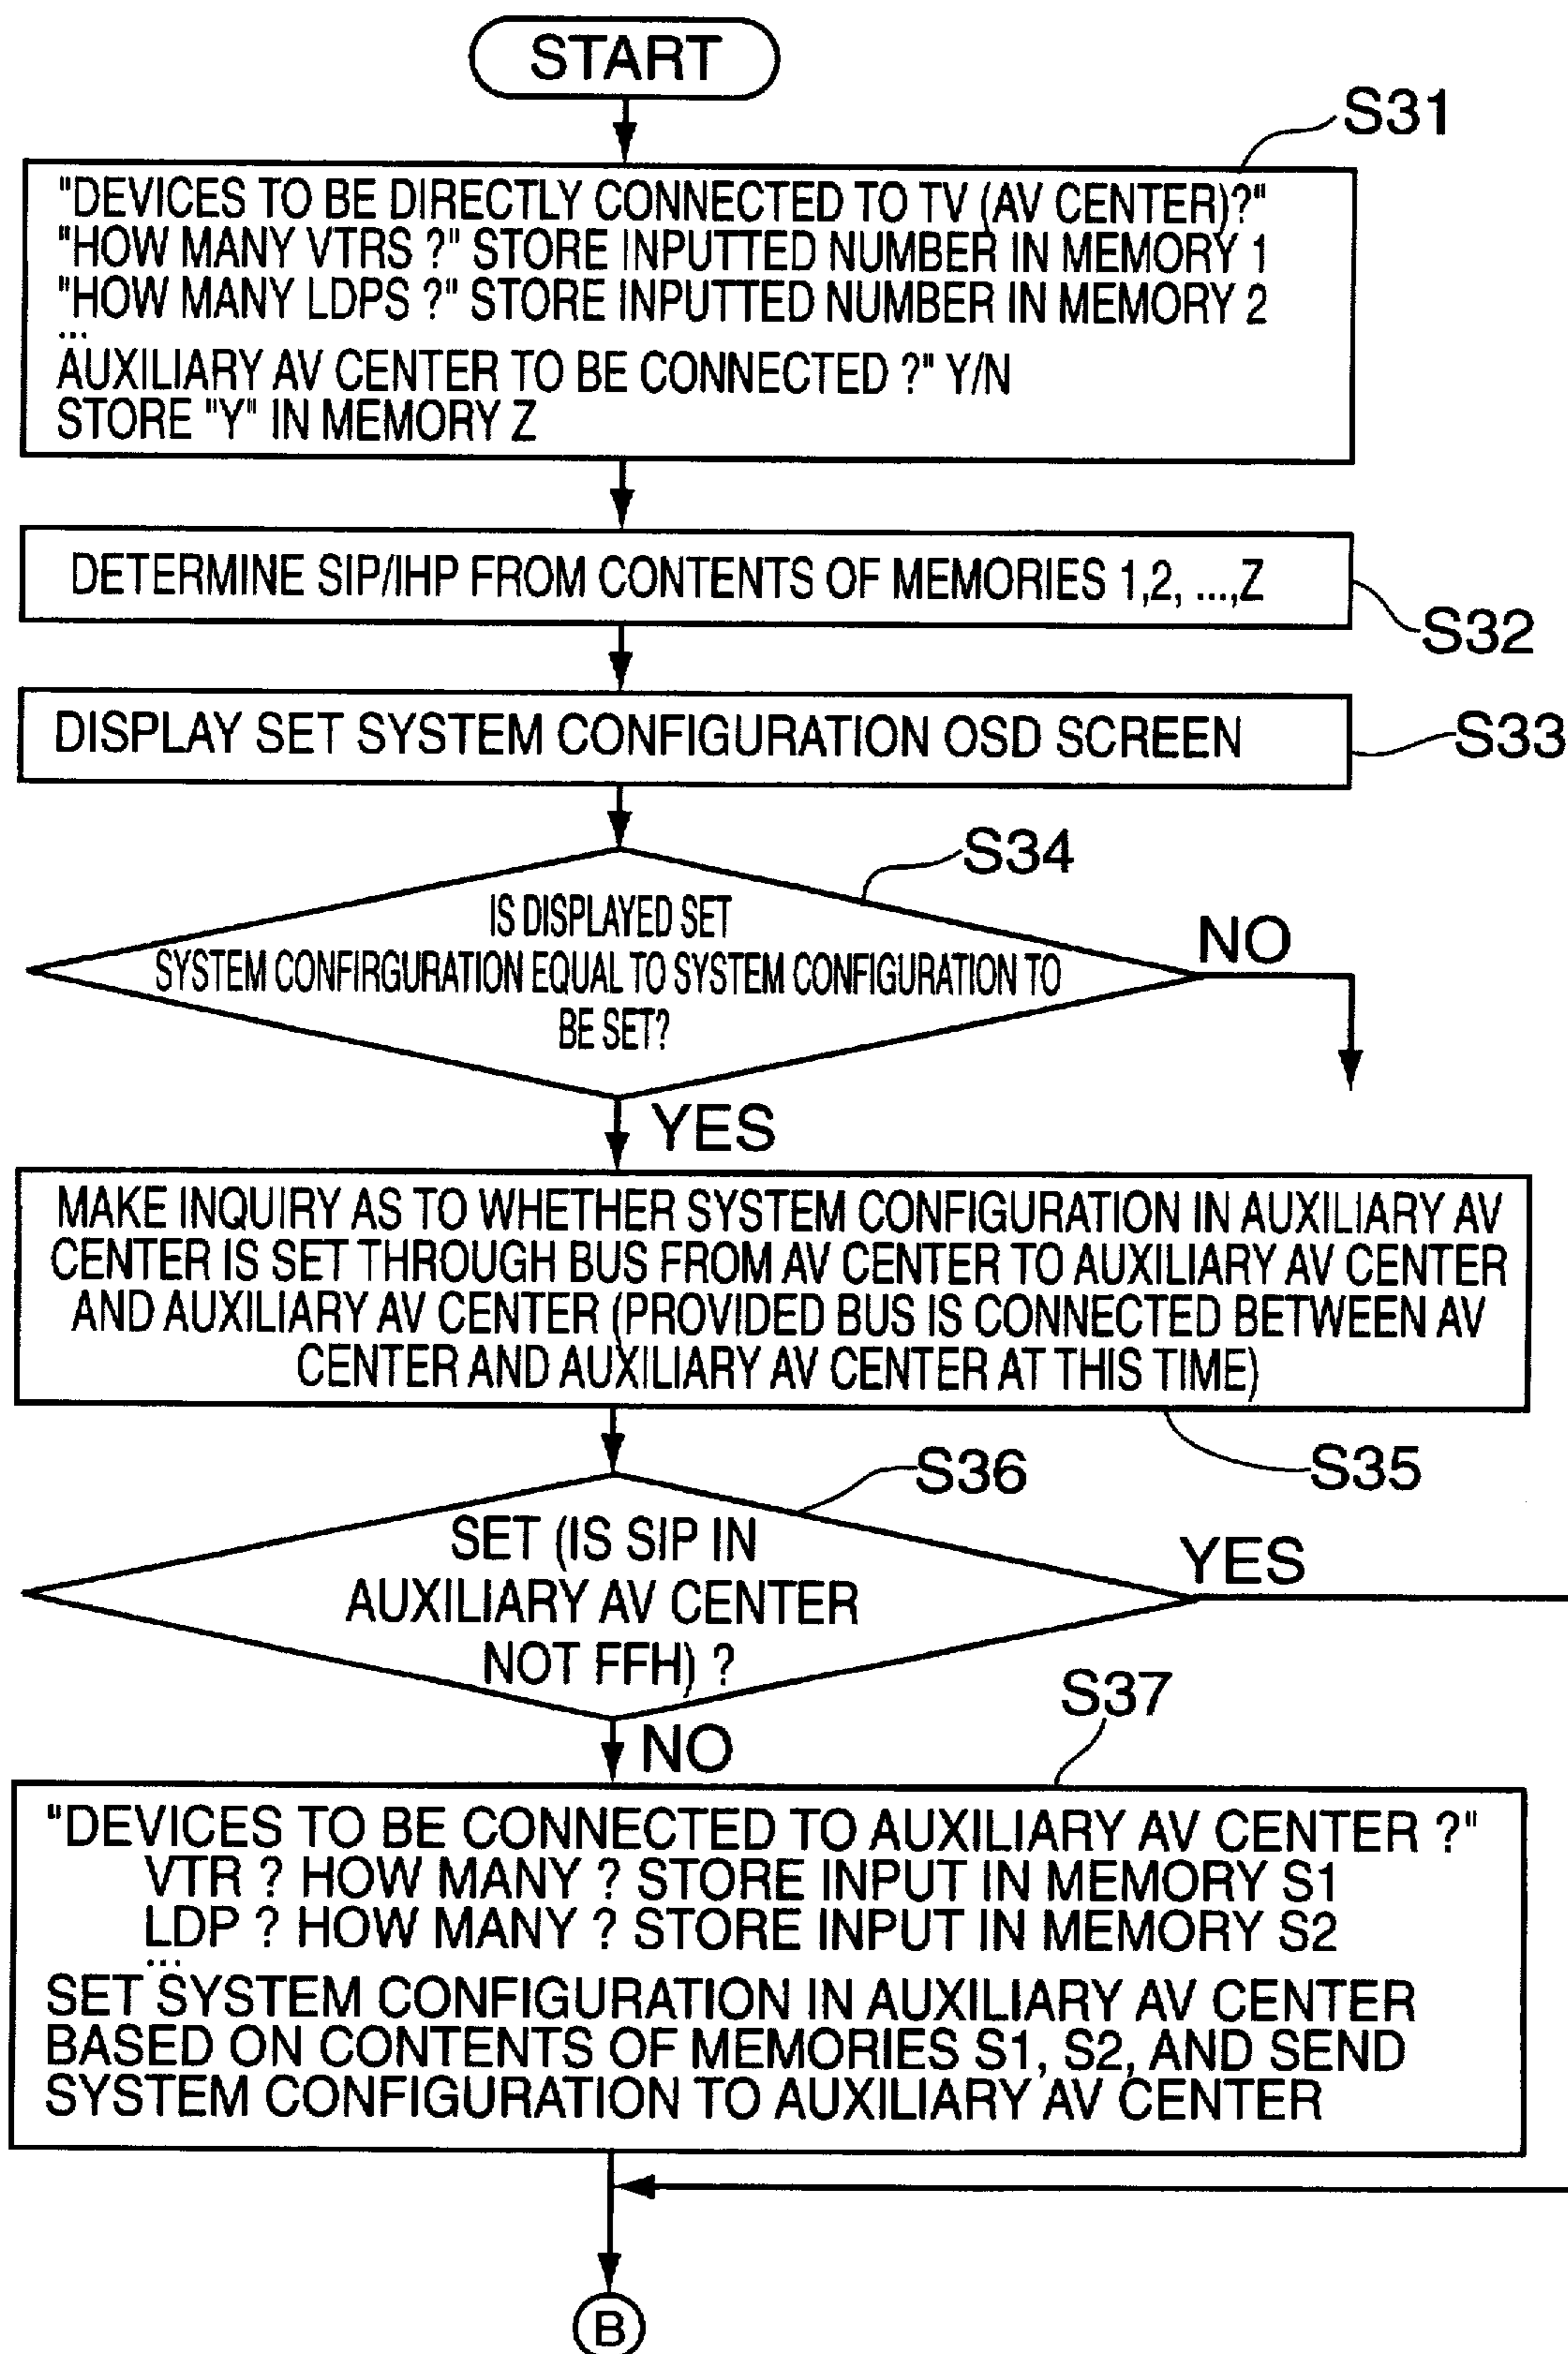 START
S31
"DEVICES TO BE DIRECTLY CONNECTED TO TV (AV CENTER)?"
"HOW MANY VTRS ?" STORE INPUTTED NUMBER IN MEMORY 1
"HOW MANY LDPS ?" STORE INPUTTED NUMBER IN MEMORY 2
...
AUXILIARY AV CENTER TO BE CONNECTED ?" Y/N
STORE "Y" IN MEMORY Z
DETERMINE SIP/IHP FROM CONTENTS OF MEMORIES 1,2, ...,Z
S32
DISPLAY SET SYSTEM CONFIGURATION OSD SCREEN
S33
S34
IS DISPLAYED SET
SYSTEM CONFIRGURATION EQUAL TO SYSTEM CONFIGURATION TO
BE SET?
NO
YES
MAKE INQUIRY AS TO WHETHER SYSTEM CONFIGURATION IN AUXILIARY AV
CENTER IS SET THROUGH BUS FROM AV CENTER TO AUXILIARY AV CENTER
AND AUXILIARY AV CENTER (PROVIDED BUS IS CONNECTED BETWEEN AV
CENTER AND AUXILIARY AV CENTER AT THIS TIME)
S35
S36
SET (IS SIP IN
AUXILIARY AV CENTER
NOT FFH) ?
YES
NO
S37
"DEVICES TO BE CONNECTED TO AUXILIARY AV CENTER ?"
VTR ? HOW MANY ? STORE INPUT IN MEMORY S1
LDP ? HOW MANY ? STORE INPUT IN MEMORY S2
...
SET SYSTEM CONFIGURATION IN AUXILIARY AV CENTER
BASED ON CONTENTS OF MEMORIES S1, S2, AND SEND
SYSTEM CONFIGURATION TO AUXILIARY AV CENTER
B